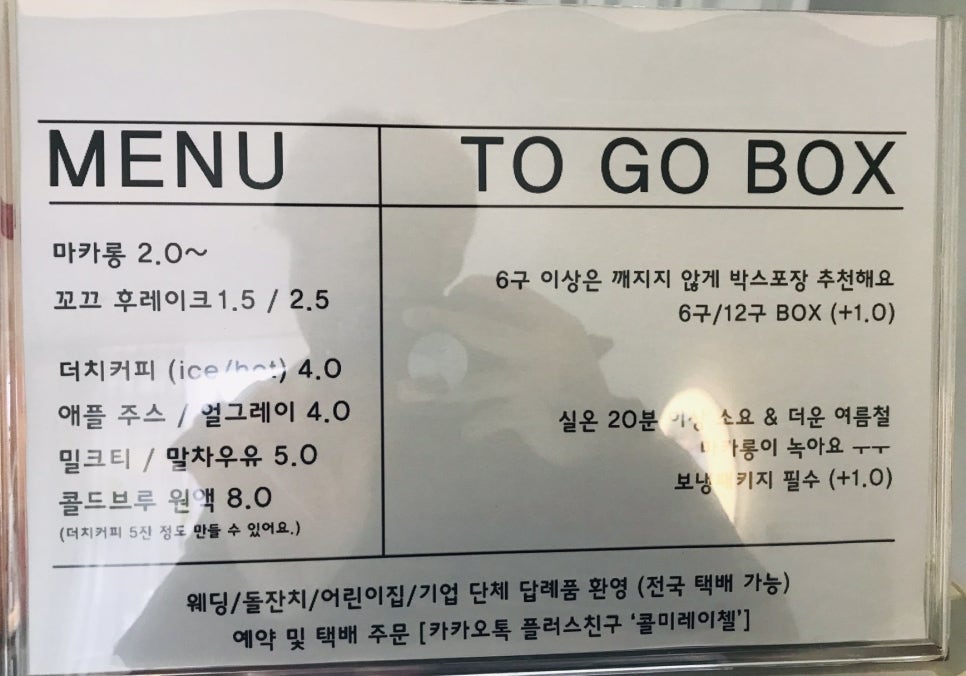 MENU
마카롱 2.0~
꼬끄 후레이크 1.5 / 2.5
더치커피 (ice/hot) 4.0
애플 주스 / 얼그레이 4.0
밀크티 / 말차우유 5.0
콜드브루 원액 8.0
(더치커피 5잔 정도 만들 수 있어요.)
TO GO BOX
6구 이상은 깨지지 않게 박스포장 추천해요
6구/12구 BOX (+1.0)
실온 20분 이상 소요 & 더운 여름철
마카롱이 녹아요 ㅜㅜ
보냉패키지 필수 (+1.0)
웨딩/돌잔치/어린이집/기업 단체 답례품 환영 (전국 택배 가능)
예약 및 택배 주문 [카카오톡 플러스친구 '콜미레이첼']